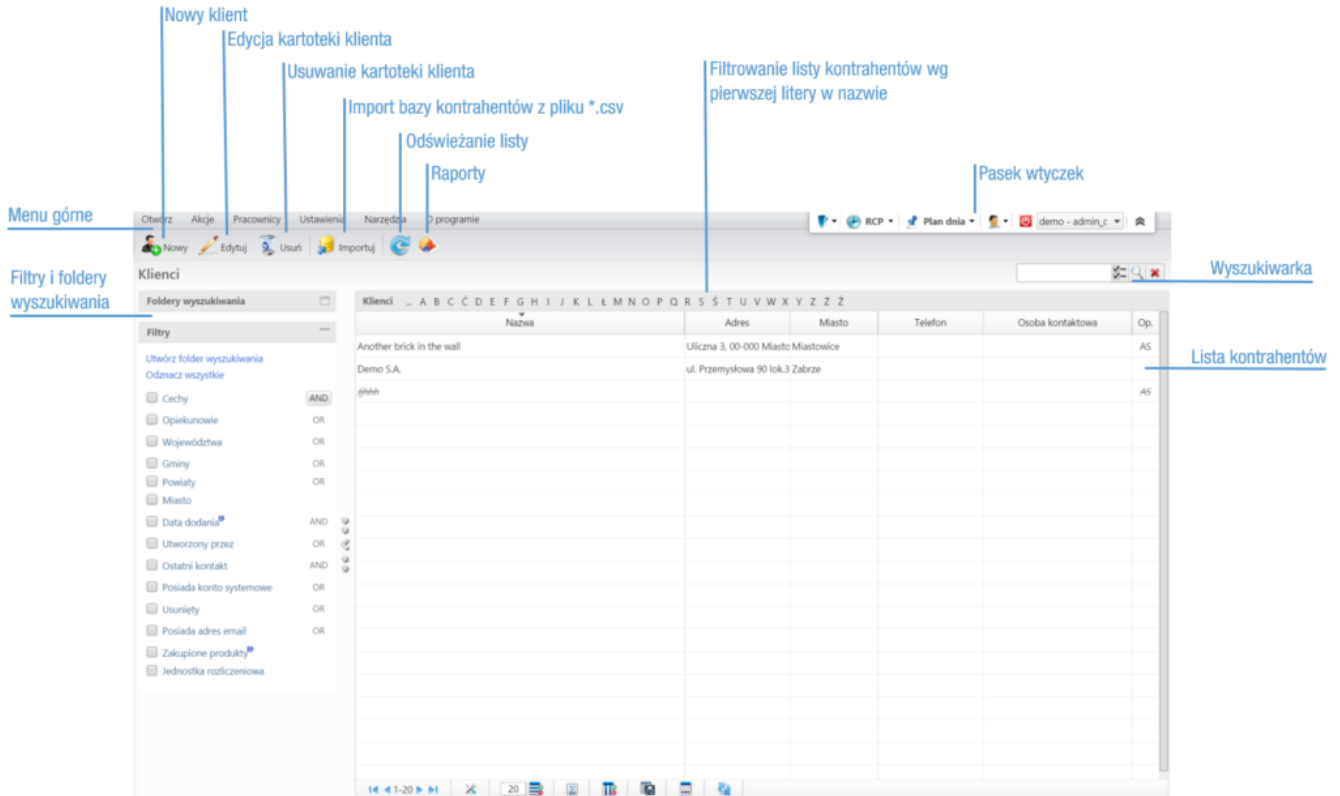 Nowy klient
Edycja kartoteki klienta
Usuwanie kartoteki klienta
Filtrowanie listy kontrahentów wg
pierwszej litery w nazwie
Import bazy kontrahentów z pliku *.csv
Odświeżanie listy
Raporty
Pasek wtyczek
Menu górne
Otwórz Akcje Pracownicy Ustawienia Narzędzia O programie
RCP Plan dnia demo - admin_c
Nowy Edytuj Usuń Importuj
Klienci
Wyszukiwarka
Filtry i foldery
wyszukiwania
Foldery wyszukiwania
Klienci _ A B C Ć D E F G H I J K L Ł M N O P Q R S Ś T U V W X Y Z Ż Ź
Filtry
Nazwa Adres Miasto Telefon Osoba kontaktowa Op.
Another brick in the wall Uliczna 3, 00-000 Miasto Miastowice AS
Utwórz folder wyszukiwania
Lista kontrahentów
Demo S.A. ul. Przemysłowa 90 lok.3 Zabrze
Odznacz wszystkie
AS
Cechy AND
Opiekunowie OR
Województwa OR
Gminy OR
Powiaty OR
Miasto
Data dodania AND
Utworzony przez OR
Ostatni kontakt AND
Posiada konto systemowe OR
Usunięty OR
Posiada adres email OR
Zakupione produkty
Jednostka rozliczeniowa
1-20 20